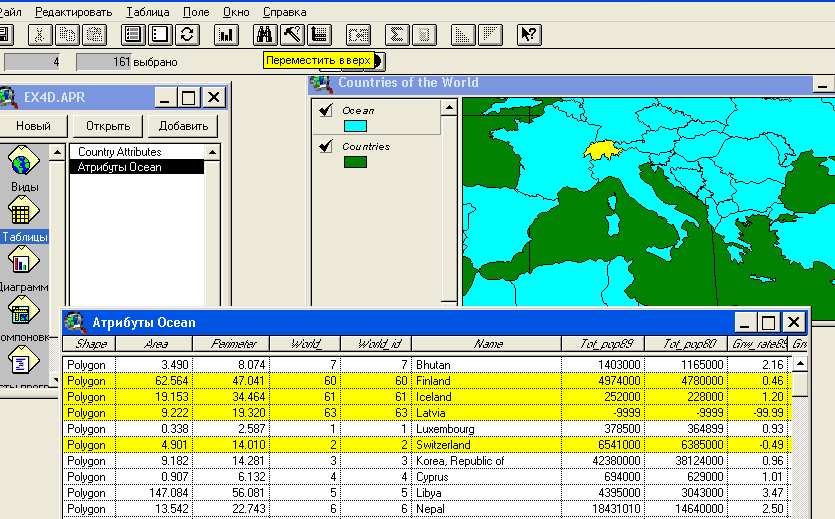 Файл Редактировать Таблица Поле Окно Справка
4 161 выбрано
Переместить вверх
EX4D.APR
Новый Открыть Добавить
Country Attributes
Атрибуты Ocean
Виды
Таблицы
Диаграмм
Countries of the World
Ocean
Countries
Атрибуты Ocean
Shape Area Perimeter World_ World_id Name Tot_pop89 Tot_pop80 Grw_rate89 Grw
Polygon 3.490 8.074 7 7 Bhutan 1403000 1165000 2.16
Polygon 62.564 47.041 60 60 Finland 4974000 4780000 0.46
Polygon 19.153 34.464 61 61 Iceland 252000 228000 1.20
Polygon 9.222 19.320 63 63 Latvia -9999 -9999 -99.99
Polygon 0.338 2.587 1 1 Luxembourg 378500 364899 0.93
Polygon 4.901 14.010 2 2 Switzerland 6541000 6385000 -0.49
Polygon 9.182 14.281 3 3 Korea, Republic of 42380000 38124000 0.96
Polygon 0.907 6.132 4 4 Cyprus 694000 629000 1.01
Polygon 147.084 56.081 5 5 Libya 4395000 3043000 3.47
Polygon 13.542 22.743 6 6 Nepal 18431010 14640000 2.50